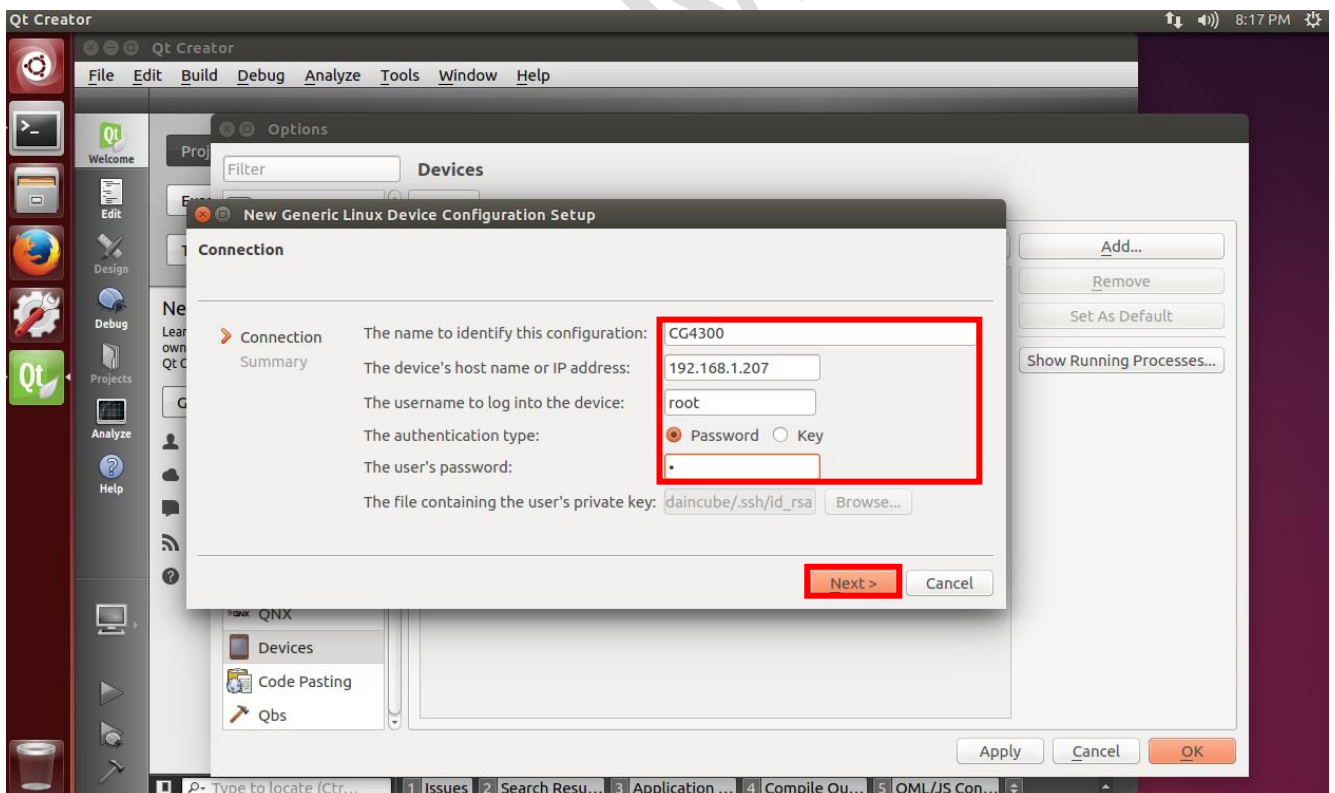 Qt Creator 8:17 PM
Qt Creator
File Edit Build Debug Analyze Tools Window Help
Options
Welcome
Filter
Devices
Edit
New Generic Linux Device Configuration Setup
Connection
Add...
Design
Remove
Debug
Connection
The name to identify this configuration: CG4300
Set As Default
Summary
The device's host name or IP address: 192.168.1.207
Show Running Processes...
Projects
The username to log into the device: root
Analyze
The authentication type: Password Key
The user's password: •
Help
The file containing the user's private key: daincube/.ssh/id_rsa Browse...
Next > Cancel
QNX
Devices
Code Pasting
Qbs
Apply Cancel OK
Type to locate (Ctr... 1 Issues 2 Search Resu... 3 Application ... 4 Compile Ou... 5 QML/JS Con...